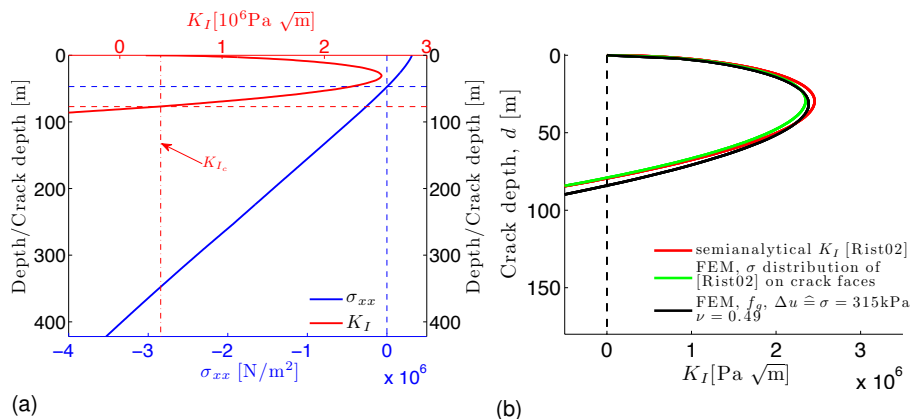 K_I[10^6Pa √m]
0 1 2 3
0 0
100 100
200 200
300 300
400 400
Depth/Crack depth [m]
Depth/Crack depth [m]
K_{I_c}
σ_xx
K_I
-4 -3 -2 -1 0
σ_xx [N/m^2] x 10^6
(a)
0
50
100
150
Crack depth, d [m]
semianalytical K_I [Rist02]
FEM, σ distribution of
[Rist02] on crack faces
FEM, f_g, Δu ≙ σ = 315kPa
ν = 0.49
0 1 2 3
K_I[Pa √m] x 10^6
(b)